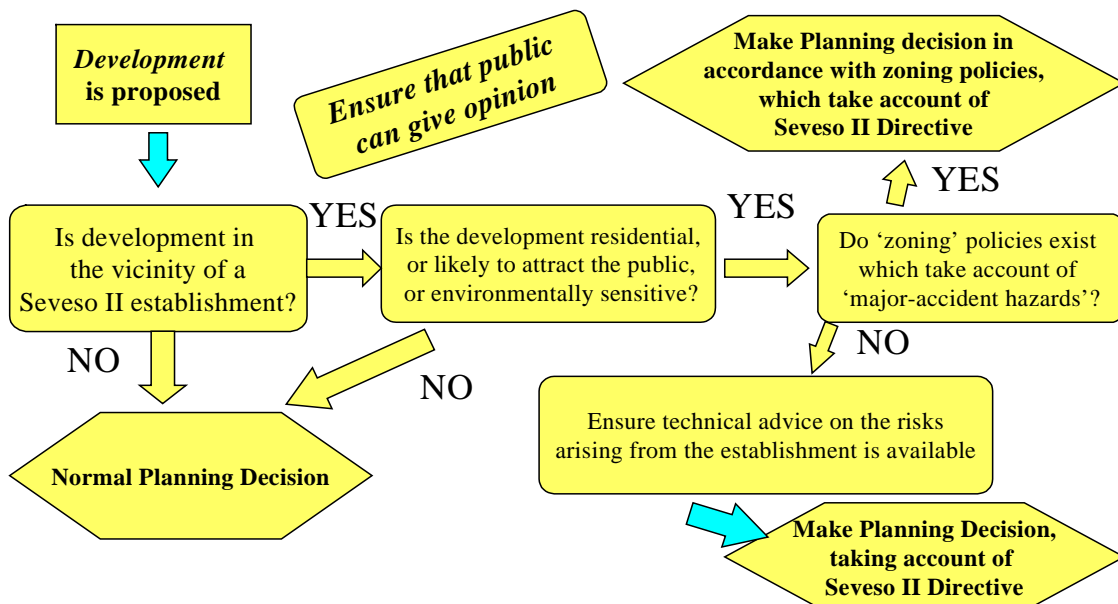 Development
is proposed
Ensure that public
can give opinion
Make Planning decision in
accordance with zoning policies,
which take account of
Seveso II Directive
YES
YES
YES
Is development in
the vicinity of a
Seveso II establishment?
Is the development residential,
or likely to attract the public,
or environmentally sensitive?
Do ‘zoning’ policies exist
which take account of
‘major-accident hazards’?
NO
NO
NO
Normal Planning Decision
Ensure technical advice on the risks
arising from the establishment is available
Make Planning Decision,
taking account of
Seveso II Directive